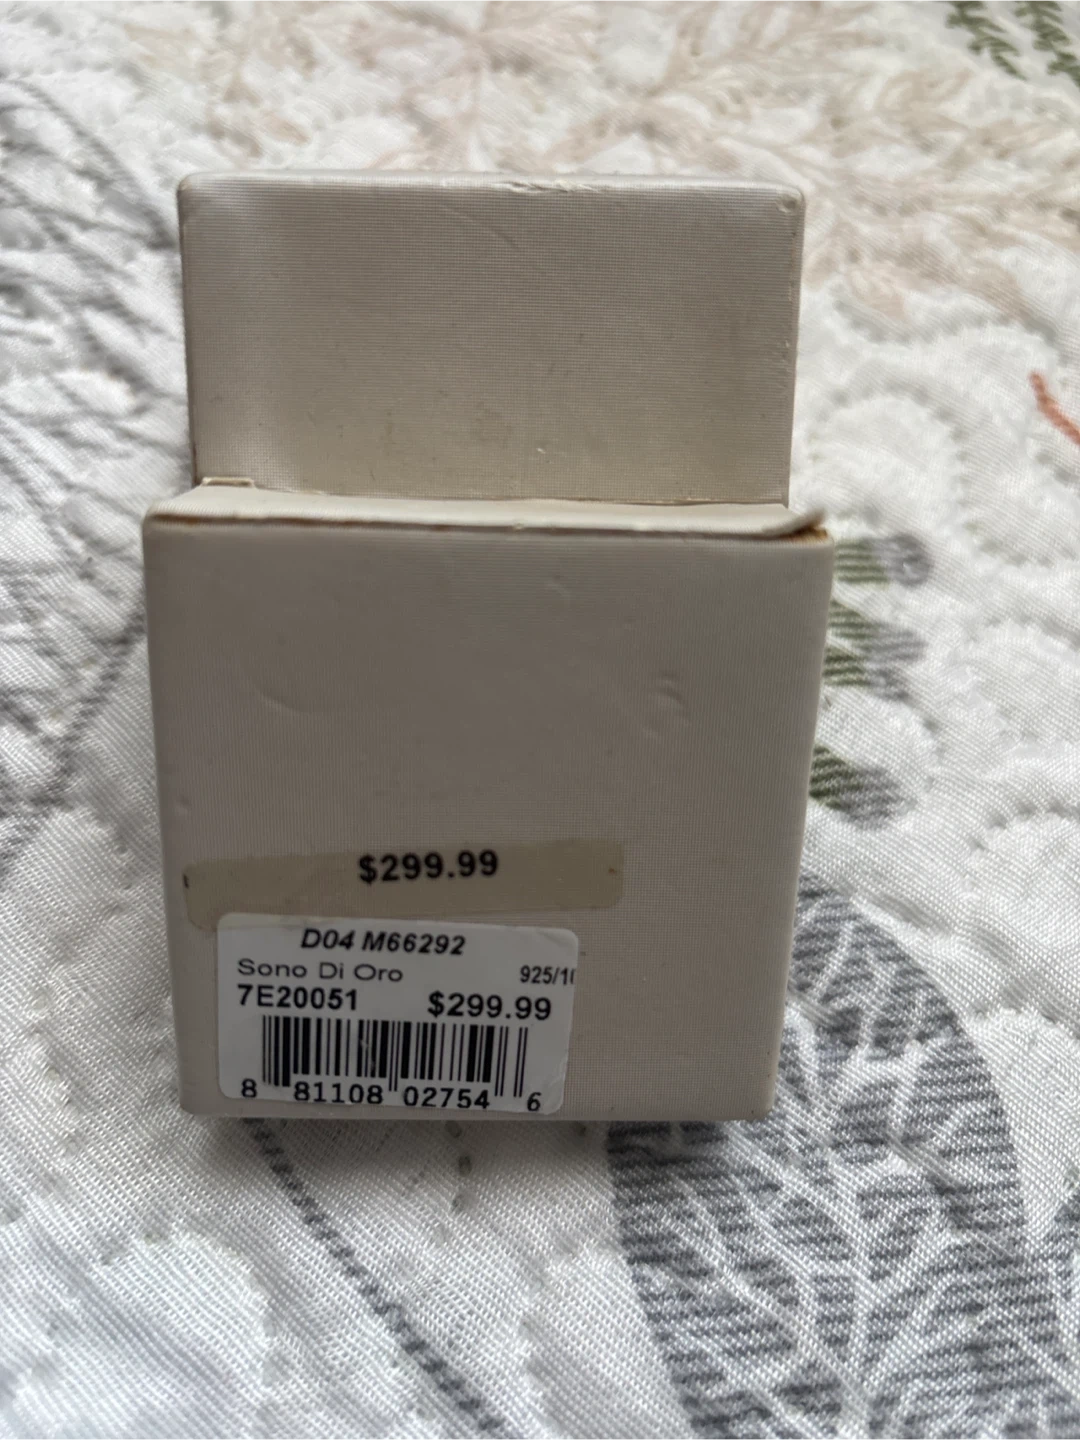 $299.99
D04 M66292
Sono Di Oro 925/10
7E20051 $299.99
8 81108 02754 6